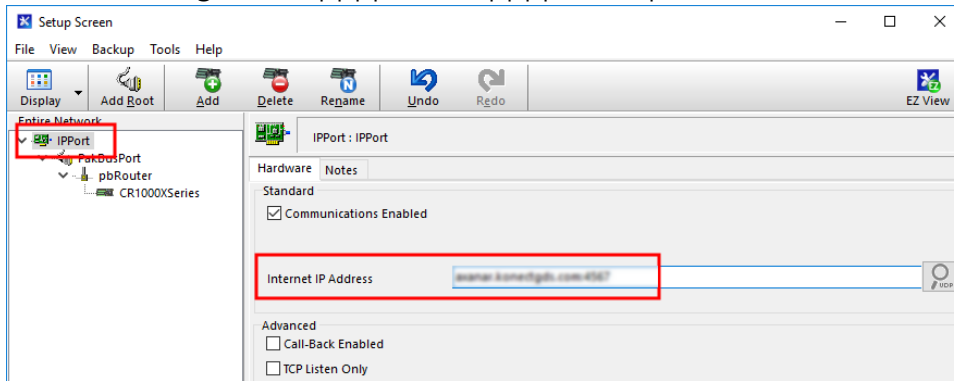 Setup Screen
File View Backup Tools Help
Display Add Root Add Delete Rename Undo Redo EZ View
Entire Network
IPPort
PakBusPort
pbRouter
CR1000XSeries
IPPort : IPPort
Hardware Notes
Standard
Communications Enabled
Internet IP Address
UDP
Advanced
Call-Back Enabled
TCP Listen Only